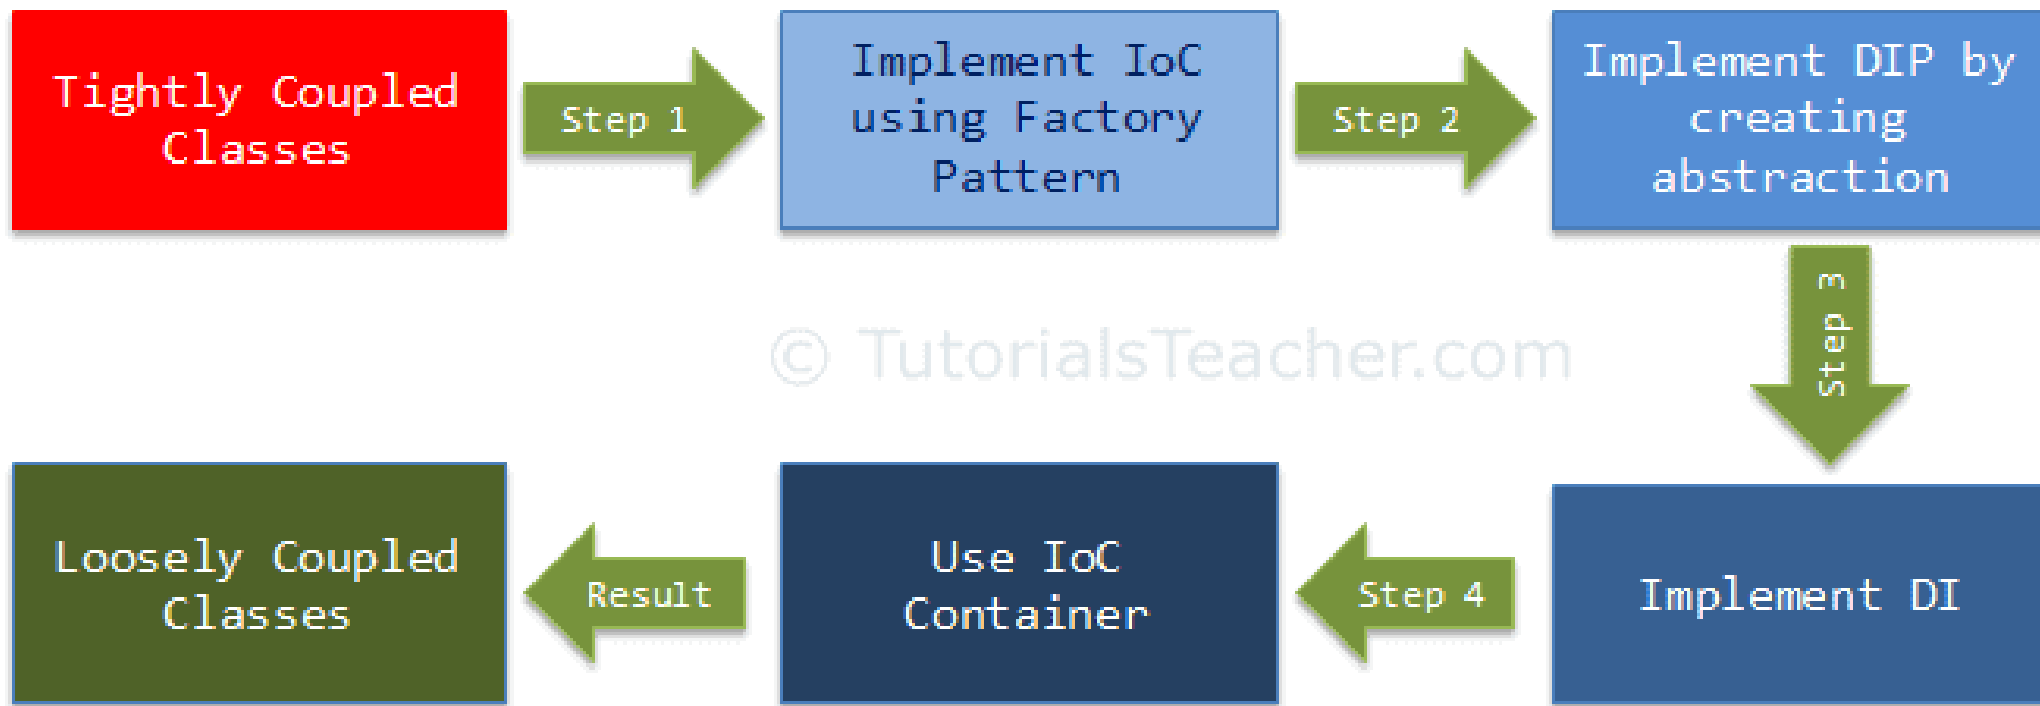 Tightly Coupled
Classes
Step 1
Implement IoC
using Factory
Pattern
Step 2
Implement DIP by
creating
abstraction
Step 3
© TutorialsTeacher.com
Implement DI
Step 4
Use IoC
Container
Result
Loosely Coupled
Classes